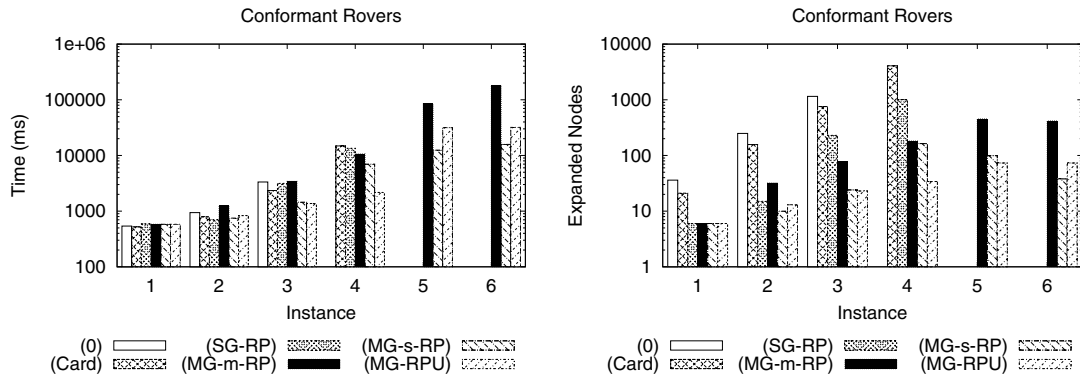 Conformant Rovers
1e+06
100000
10000
1000
100
Time (ms)
1 2 3 4 5 6
Instance
(0) (SG-RP) (MG-s-RP)
(Card) (MG-m-RP) (MG-RPU)
Conformant Rovers
10000
1000
100
10
1
Expanded Nodes
1 2 3 4 5 6
Instance
(0) (SG-RP) (MG-s-RP)
(Card) (MG-m-RP) (MG-RPU)